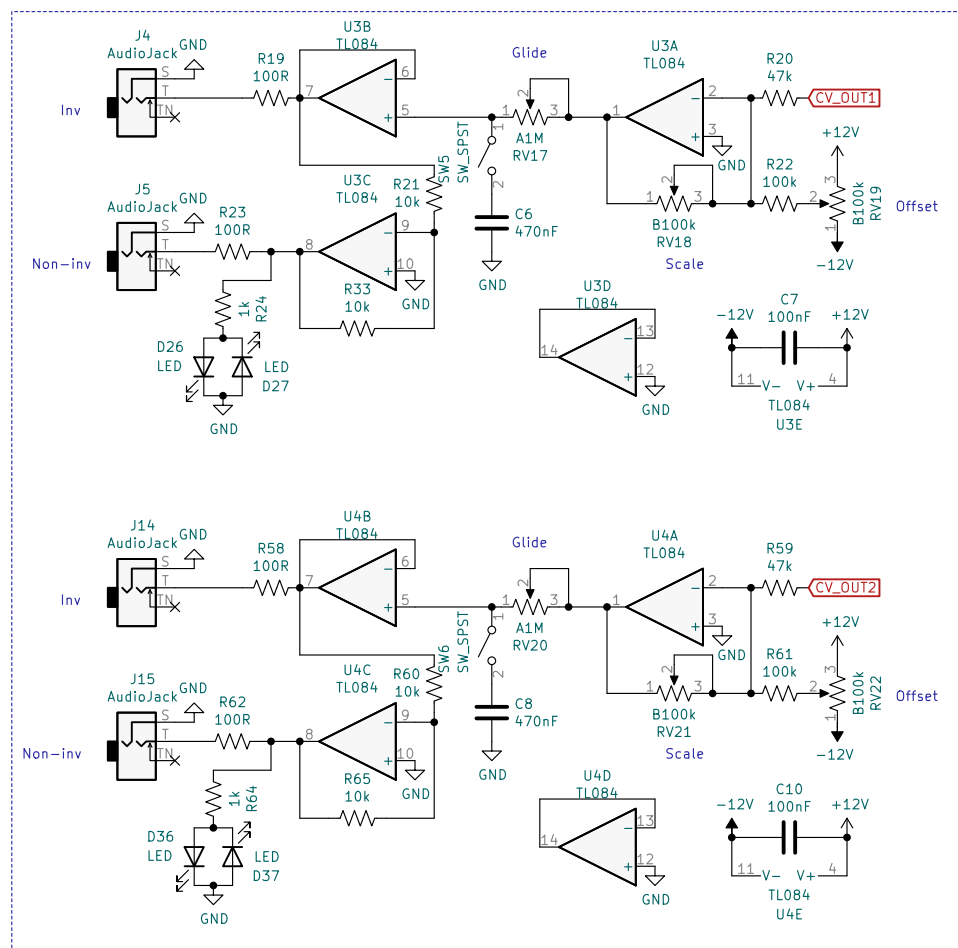 J4
AudioJack
GND
S
T
TN
Inv
R19
100R
U3B
TL084
7
6
5
Glide
1
2
3
A1M
RV17
U3A
TL084
1
2
3
GND
R20
47k
CV_OUT1
+12V
SW5
SW_SPST
1
2
C6
470nF
GND
R22
100k
3
2
1
B100k
RV19
Offset
-12V
1
2
3
B100k
RV18
Scale
J5
AudioJack
GND
S
T
TN
Non-inv
R23
100R
U3C
TL084
R21
10k
8
9
10
GND
R33
10k
1k
R24
D26
LED
LED
D27
GND
U3D
TL084
14
13
12
GND
C7
100nF
-12V
+12V
11
V-
V+
4
TL084
U3E
J14
AudioJack
GND
S
T
TN
Inv
R58
100R
U4B
TL084
7
6
5
Glide
1
2
3
A1M
RV20
U4A
TL084
1
2
3
GND
R59
47k
CV_OUT2
+12V
SW6
SW_SPST
1
2
C8
470nF
GND
R61
100k
3
2
1
B100k
RV22
Offset
-12V
1
2
3
B100k
RV21
Scale
J15
AudioJack
GND
S
T
TN
Non-inv
R62
100R
U4C
TL084
R60
10k
8
9
10
GND
R65
10k
1k
R64
D36
LED
LED
D37
GND
U4D
TL084
14
13
12
GND
C10
100nF
-12V
+12V
11
V-
V+
4
TL084
U4E